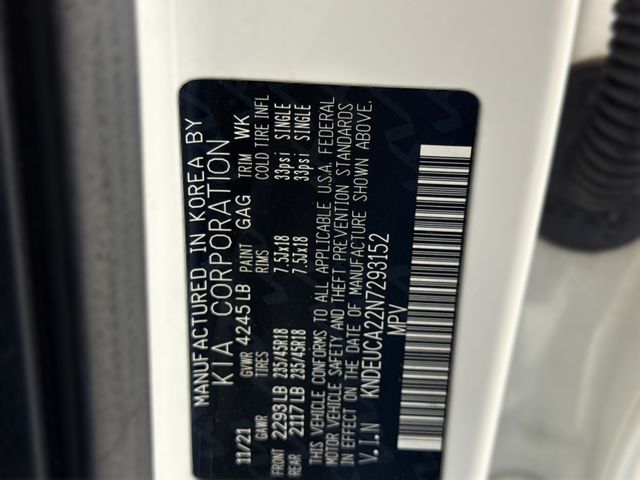 MANUFACTURED IN KOREA BY
KIA CORPORATION
11/21 GVWR 4245LB PAINT GAG TRIM WK
GAWR TIRES RIMS COLD TIRE INFL
FRONT 2293LB 235/45R18 7.5Jx18 33psi SINGLE
REAR 2117LB 235/45R18 7.5Jx18 33psi SINGLE
THIS VEHICLE CONFORMS TO ALL APPLICABLE U.S.A. FEDERAL
MOTOR VEHICLE SAFETY AND THEFT PREVENTION STANDARDS
IN EFFECT ON THE DATE OF MANUFACTURE SHOWN ABOVE.
V.I.N KNDEUCA22N7293152
MPV